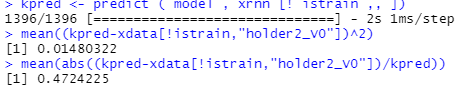 > kpred <- predict ( model , xrnn [! istrain ,, ])
1396/1396 [==============================] - 2s 1ms/step
> mean((kpred-xdata[!istrain,"holder2_V0"])^2)
[1] 0.01480322
> mean(abs((kpred-xdata[!istrain,"holder2_V0"])/kpred))
[1] 0.4724225